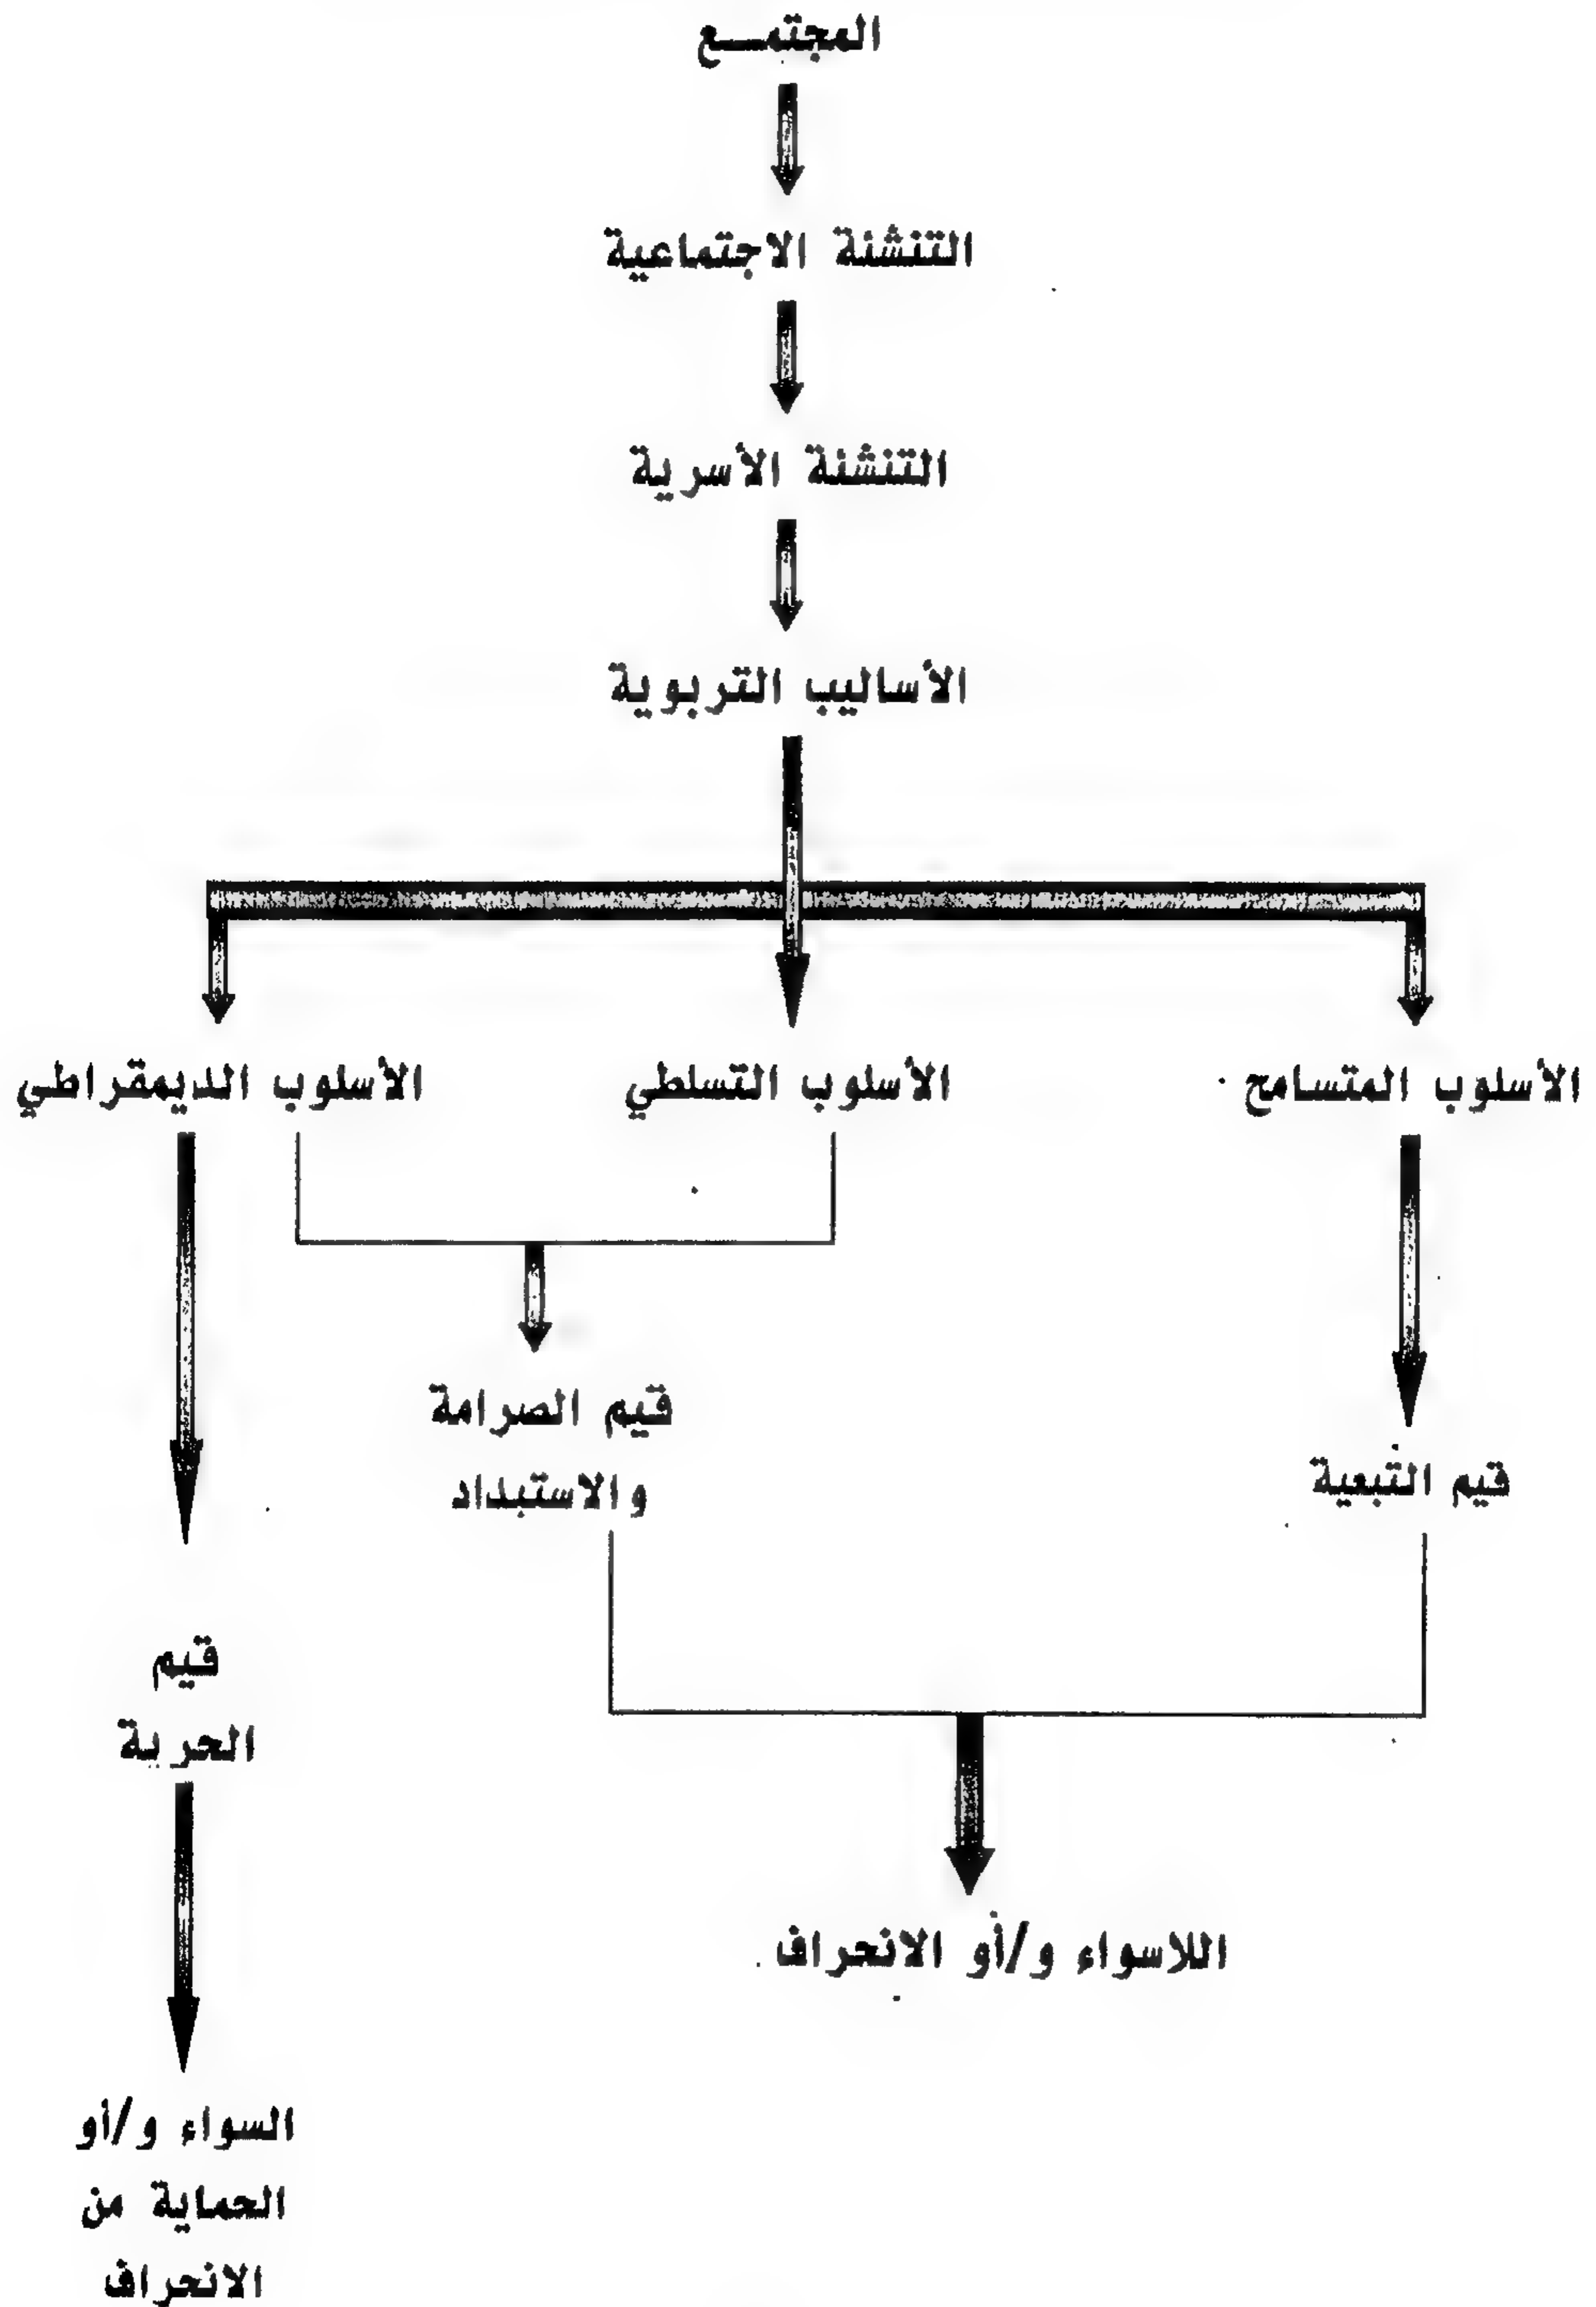 المجتمـــع
التنشئة الاجتماعية
التنشئة الأسرية
الأساليب التربوية
الأسلوب المتسامح
الأسلوب التسلطي
الأسلوب الديمقراطي
قيم الصرامة
والاستبداد
قيم التبعية
قيم
الحرية
اللاسواء و/أو الانحراف
السواء و/أو
الحماية من
الانحراف